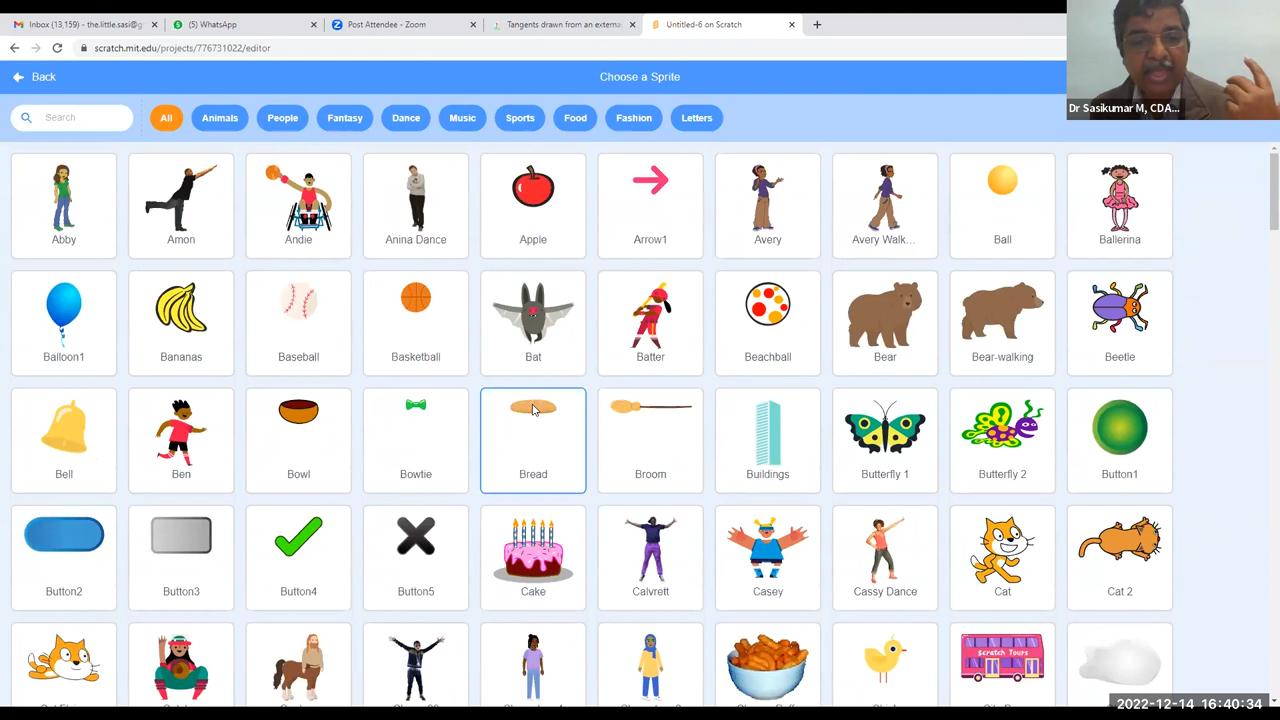 Inbox (13,159) - the.little.sasi@g
(5) WhatsApp
Post Attendee - Zoom
Tangents drawn from an externa
Untitled-6 on Scratch
scratch.mit.edu/projects/776731022/editor
Back
Choose a Sprite
Dr Sasikumar M, CDA...
Search
All
Animals
People
Fantasy
Dance
Music
Sports
Food
Fashion
Letters
Abby
Amon
Andie
Anina Dance
Apple
Arrow1
Avery
Avery Walk...
Ball
Ballerina
Balloon1
Bananas
Baseball
Basketball
Bat
Batter
Beachball
Bear
Bear-walking
Beetle
Bell
Ben
Bowl
Bowtie
Bread
Broom
Buildings
Butterfly 1
Butterfly 2
Button1
Button2
Button3
Button4
Button5
Cake
Calvrett
Casey
Cassy Dance
Cat
Cat 2
Scratch Tours
2022-12-14 16:40:34